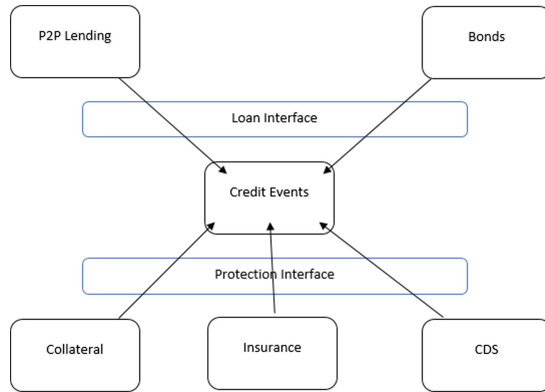 P2P Lending
Bonds
Loan Interface
Credit Events
Protection Interface
Collateral
Insurance
CDS